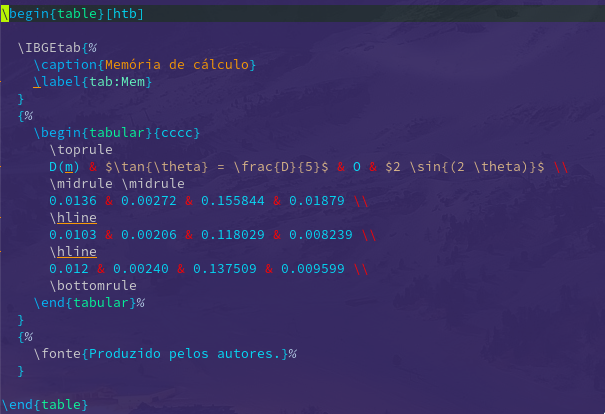 \begin{table}[htb]
\IBGEtab{%
\caption{Memória de cálculo}
\label{tab:Mem}
}
{%
\begin{tabular}{cccc}
\toprule
D(m) & $\tan{\theta} = \frac{D}{5}$ & O & $2 \sin{(2 \theta)}$ \\
\midrule \midrule
0.0136 & 0.00272 & 0.155844 & 0.01879 \\
\hline
0.0103 & 0.00206 & 0.118029 & 0.008239 \\
\hline
0.012 & 0.00240 & 0.137509 & 0.009599 \\
\bottomrule
\end{tabular}%
}
{%
\fonte{Produzido pelos autores.}%
}
\end{table}